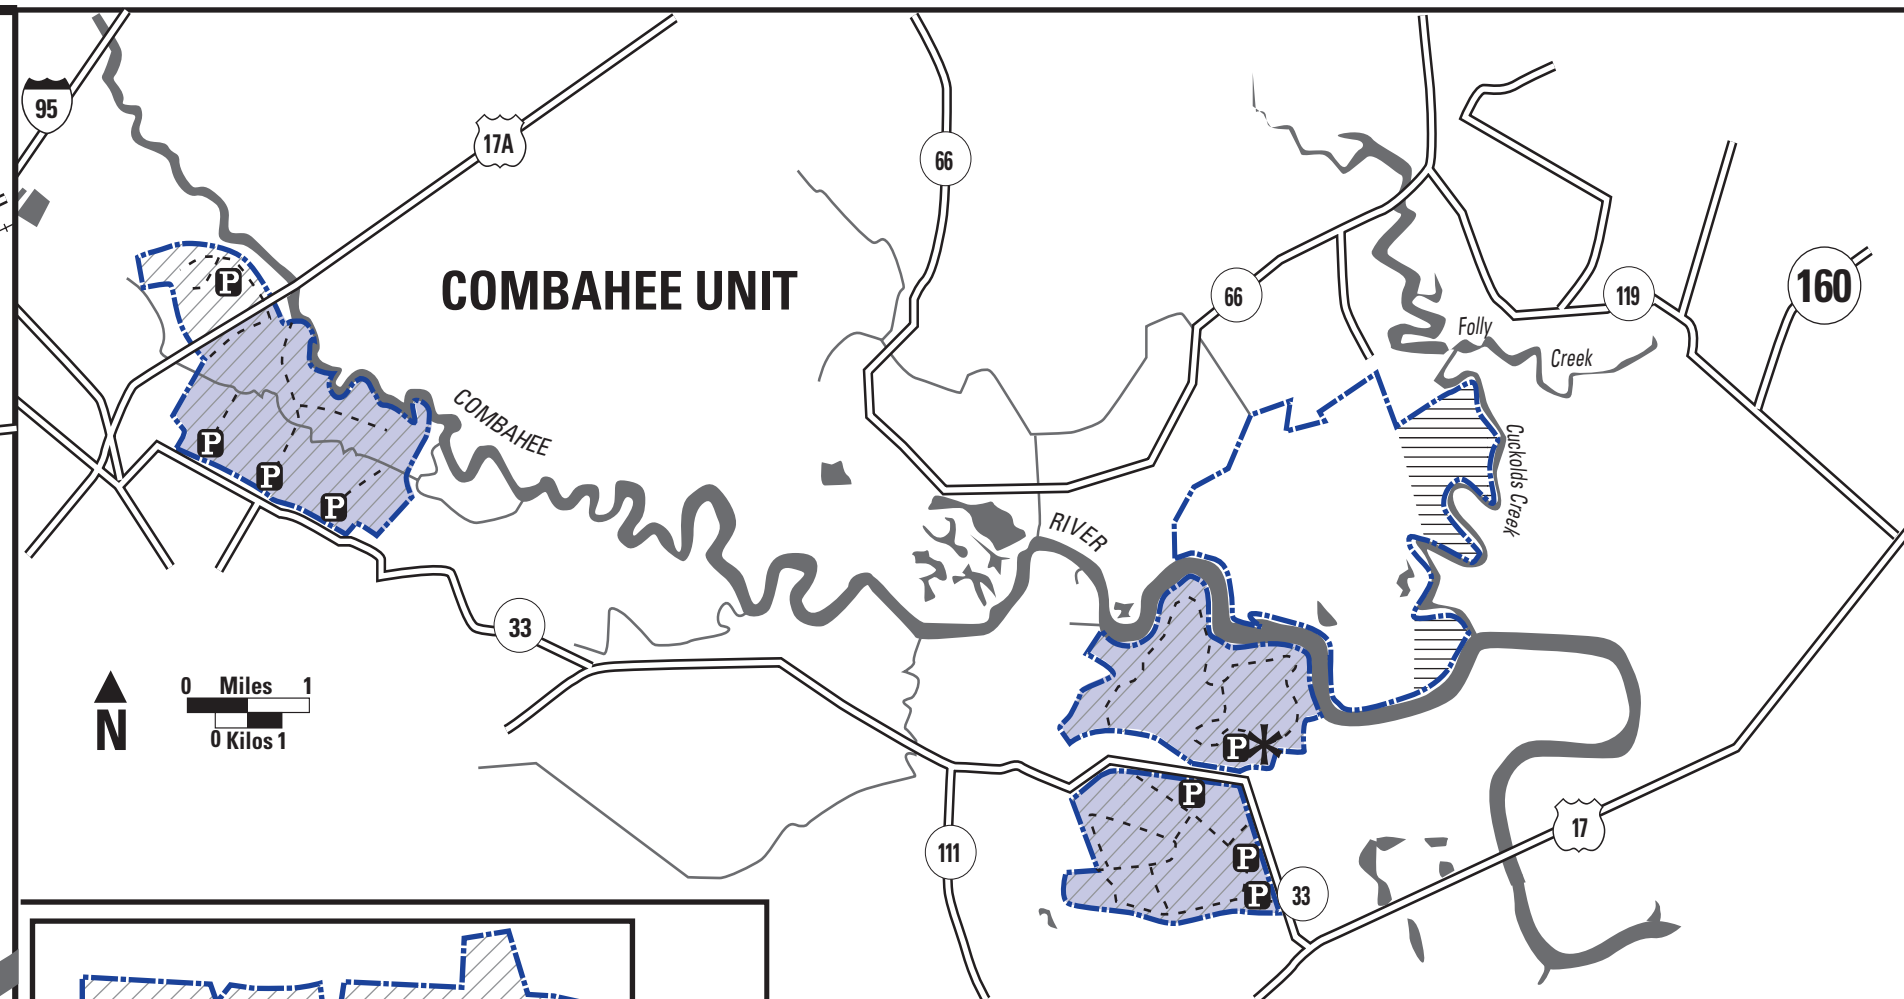 95
17A
66
COMBAHEE UNIT
66
119
160
Folly
Creek
P
COMBAHEE
Cuckolds Creek
P
P
P
RIVER
33
0 Miles 1
N
0 Kilos 1
P
P
17
111
P
P
33